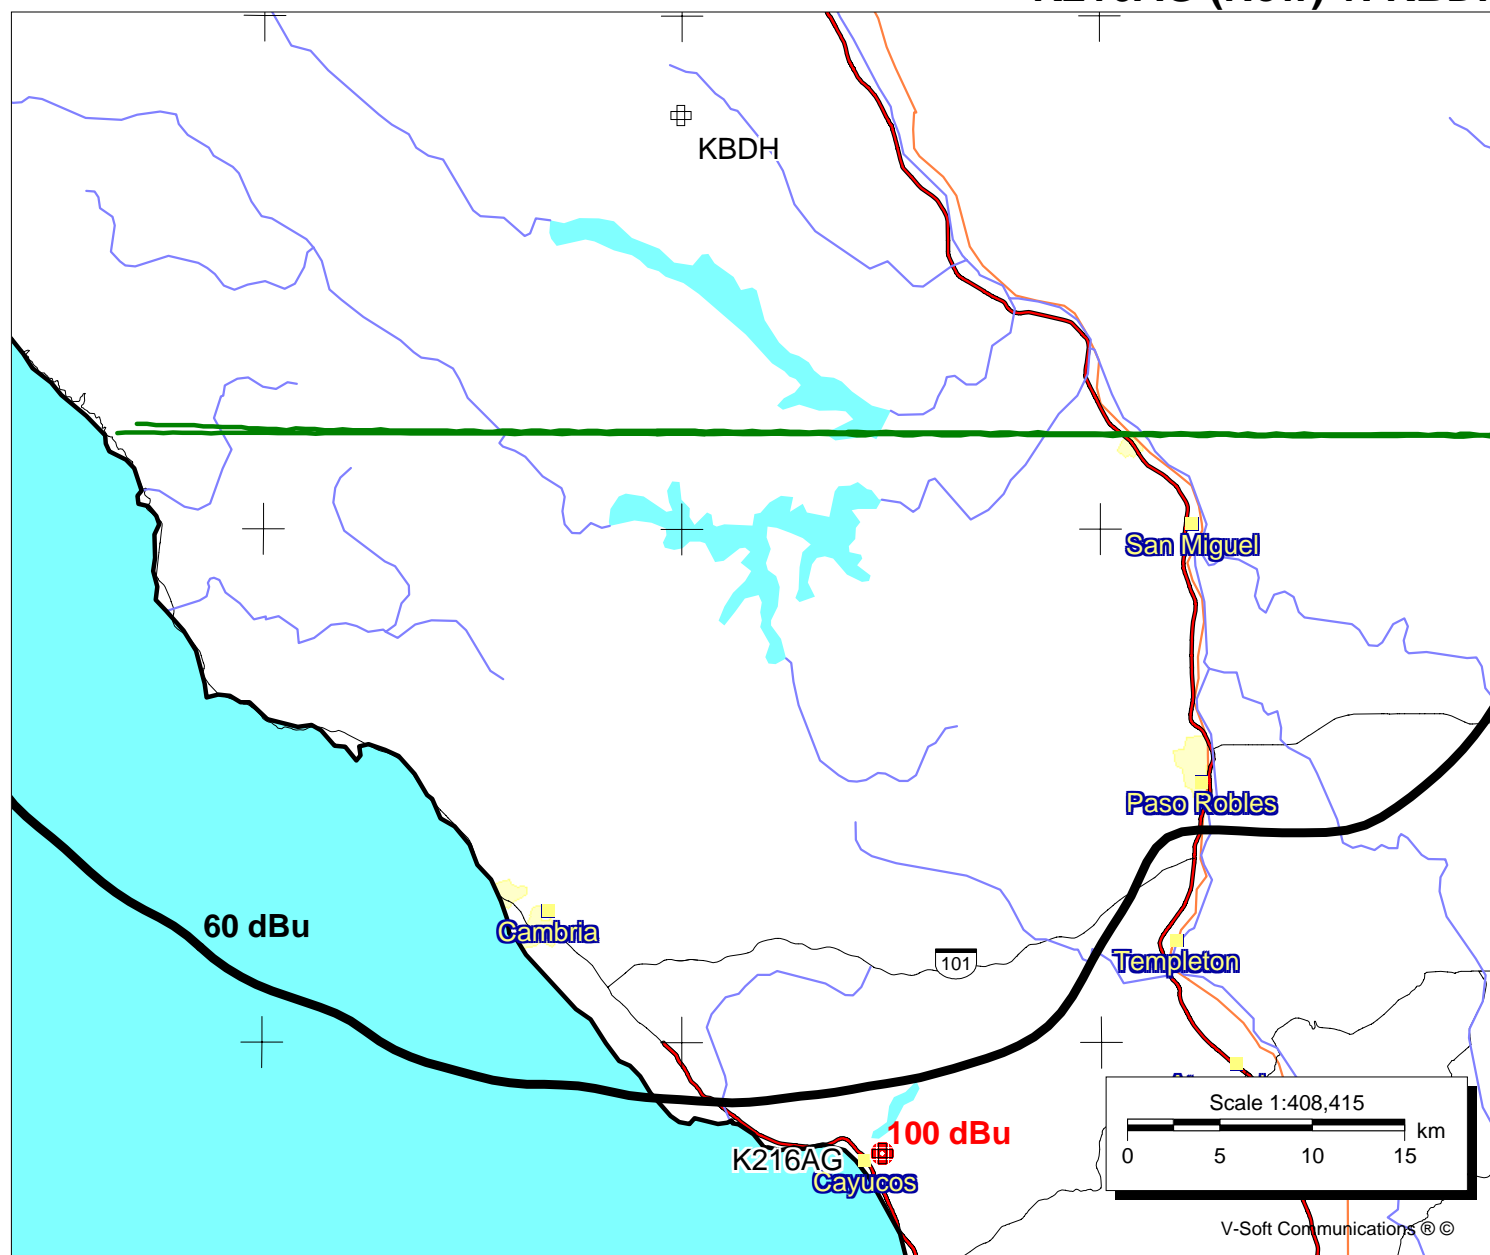 KBDH
San Miguel
Paso Robles
60 dBu
Cambria
101
Templeton
Scale 1:408,415
km
0 5 10 15
100 dBu
K216AG
Cayucos
V-Soft Communications ® ©